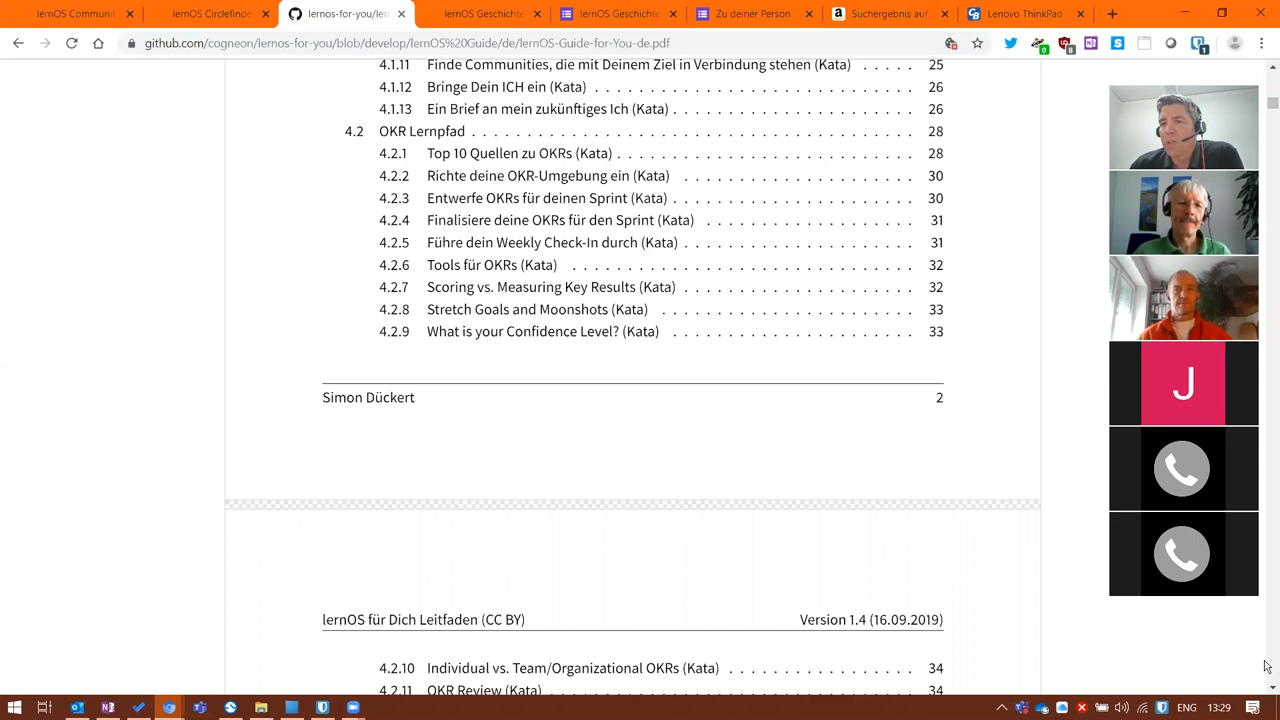 lernOS Communit
lernOS Circlefinde
lernos-for-you/lern
lernOS Geschichte
lernOS Geschichte
Zu deiner Person
Suchergebnis auf
Lenovo ThinkPad
github.com/cogneon/lernos-for-you/blob/develop/lernOS%20Guide/de/lernOS-Guide-for-You-de.pdf
4.1.11 Finde Communities, die mit Deinem Ziel in Verbindung stehen (Kata) . . . . . 25
4.1.12 Bringe Dein ICH ein (Kata) . . . . . . . . . . . . . . . . . . . . . . . 26
4.1.13 Ein Brief an mein zukünftiges Ich (Kata) . . . . . . . . . . . . . . . . . 26
4.2 OKR Lernpfad . . . . . . . . . . . . . . . . . . . . . . . . . . . . . . . . 28
4.2.1 Top 10 Quellen zu OKRs (Kata) . . . . . . . . . . . . . . . . . . . . . . 28
4.2.2 Richte deine OKR-Umgebung ein (Kata) . . . . . . . . . . . . . . . . . 30
4.2.3 Entwerfe OKRs für deinen Sprint (Kata) . . . . . . . . . . . . . . . . . . 30
4.2.4 Finalisiere deine OKRs für den Sprint (Kata) . . . . . . . . . . . . . . . . 31
4.2.5 Führe dein Weekly Check-In durch (Kata) . . . . . . . . . . . . . . . . . 31
4.2.6 Tools für OKRs (Kata) . . . . . . . . . . . . . . . . . . . . . . . . . 32
4.2.7 Scoring vs. Measuring Key Results (Kata) . . . . . . . . . . . . . . . . . 32
4.2.8 Stretch Goals and Moonshots (Kata) . . . . . . . . . . . . . . . . . . . 33
4.2.9 What is your Confidence Level? (Kata) . . . . . . . . . . . . . . . . . . 33
Simon Dückert 2
J
lernOS für Dich Leitfaden (CC BY) Version 1.4 (16.09.2019)
4.2.10 Individual vs. Team/Organizational OKRs (Kata) . . . . . . . . . . . . . . 34
4.2.11 OKR Review (Kata) . . . . . . . . . . . . . . . . . . . . . . . . . . . 34
ENG 13:29